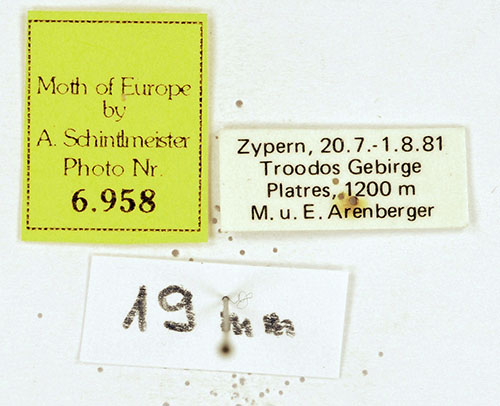 Moth of Europe
by
A. Schintlmeister
Photo Nr.
6.958
Zypern, 20.7.-1.8.81
Troodos Gebirge
Platres, 1200 m
M. u. E. Arenberger
19 mm